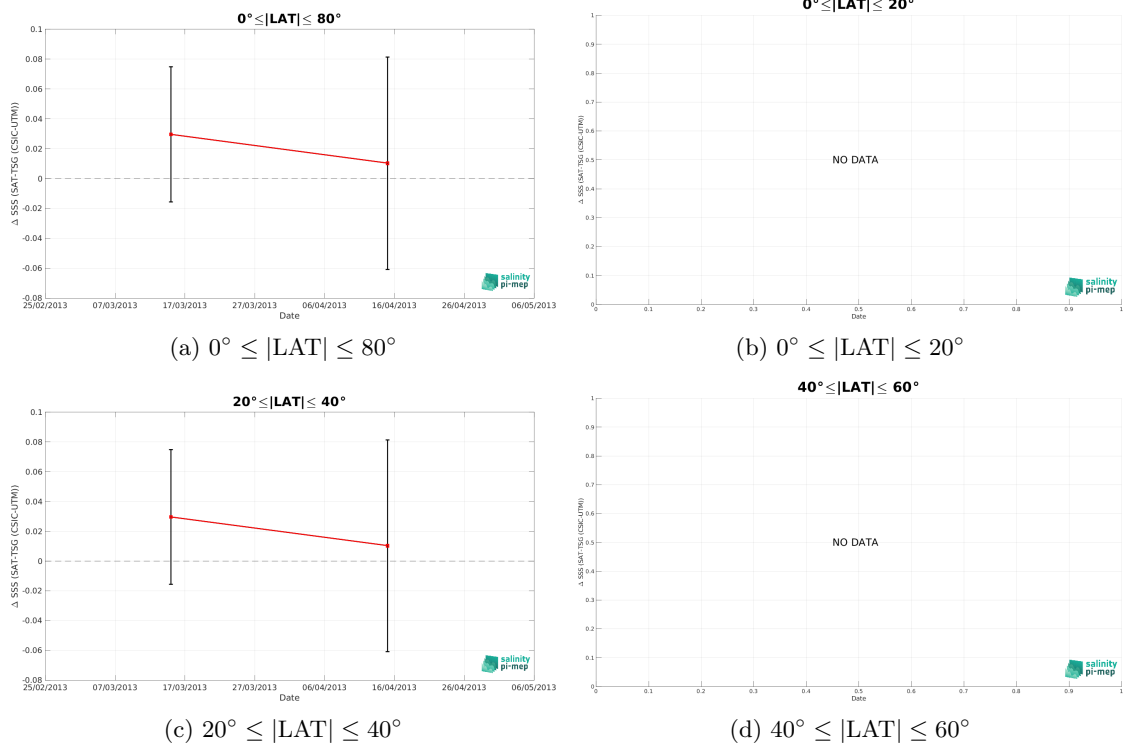 0°≤|LAT|≤ 80°
0.1
0.08
0.06
0.04
0.02
0
-0.02
-0.04
-0.06
-0.08
Δ SSS (SAT-TSG (CSIC-UTM))
25/02/2013 07/03/2013 17/03/2013 27/03/2013 06/04/2013 16/04/2013 26/04/2013 06/05/2013
Date
salinity
pi-mep
(a) 0° ≤ |LAT| ≤ 80°
0°≤|LAT|≤ 20°
1
0.9
0.8
0.7
0.6
0.5
0.4
0.3
0.2
0.1
0
Δ SSS (SAT-TSG (CSIC-UTM))
NO DATA
0 0.1 0.2 0.3 0.4 0.5 0.6 0.7 0.8 0.9 1
Date
salinity
pi-mep
(b) 0° ≤ |LAT| ≤ 20°
20°≤|LAT|≤ 40°
0.1
0.08
0.06
0.04
0.02
0
-0.02
-0.04
-0.06
-0.08
Δ SSS (SAT-TSG (CSIC-UTM))
25/02/2013 07/03/2013 17/03/2013 27/03/2013 06/04/2013 16/04/2013 26/04/2013 06/05/2013
Date
salinity
pi-mep
(c) 20° ≤ |LAT| ≤ 40°
40°≤|LAT|≤ 60°
1
0.9
0.8
0.7
0.6
0.5
0.4
0.3
0.2
0.1
0
Δ SSS (SAT-TSG (CSIC-UTM))
NO DATA
0 0.1 0.2 0.3 0.4 0.5 0.6 0.7 0.8 0.9 1
Date
salinity
pi-mep
(d) 40° ≤ |LAT| ≤ 60°